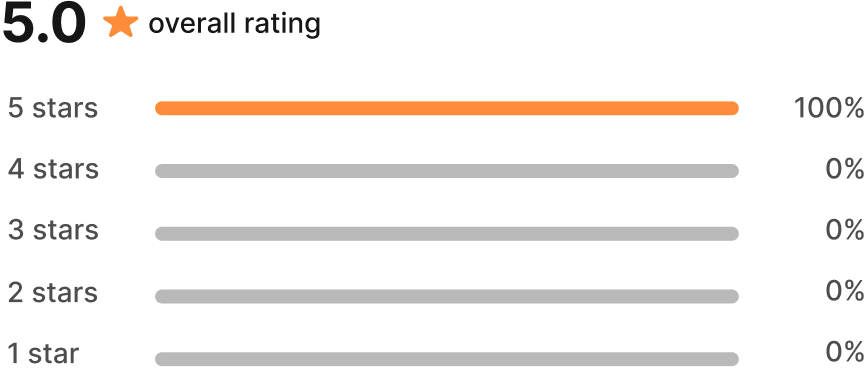 5.0 overall rating
5 stars 100%
4 stars 0%
3 stars 0%
2 stars 0%
1 star 0%